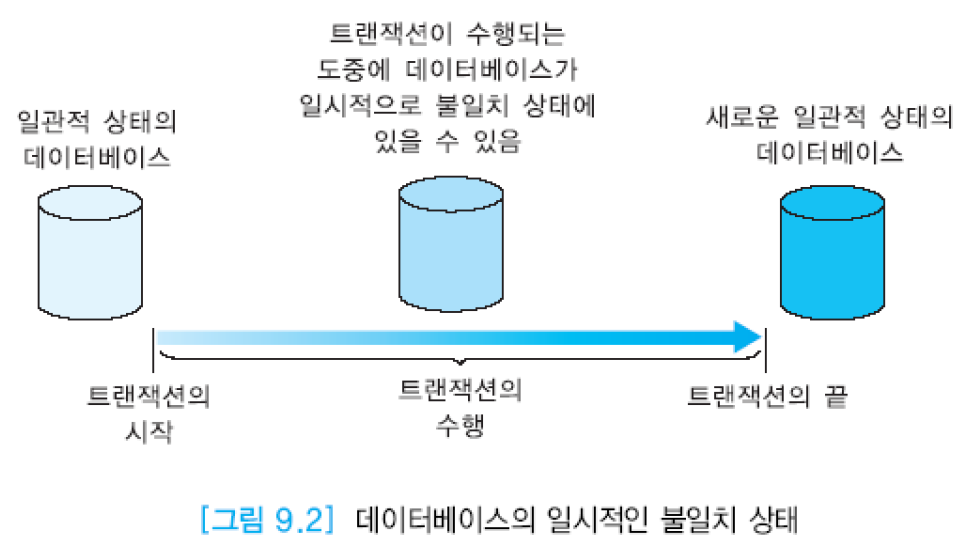 트랜잭션이 수행되는
도중에 데이터베이스가
일시적으로 불일치 상태에
있을 수 있음
일관적 상태의
데이터베이스
새로운 일관적 상태의
데이터베이스
트랜잭션의
시작
트랜잭션의
수행
트랜잭션의 끝
[그림 9.2] 데이터베이스의 일시적인 불일치 상태